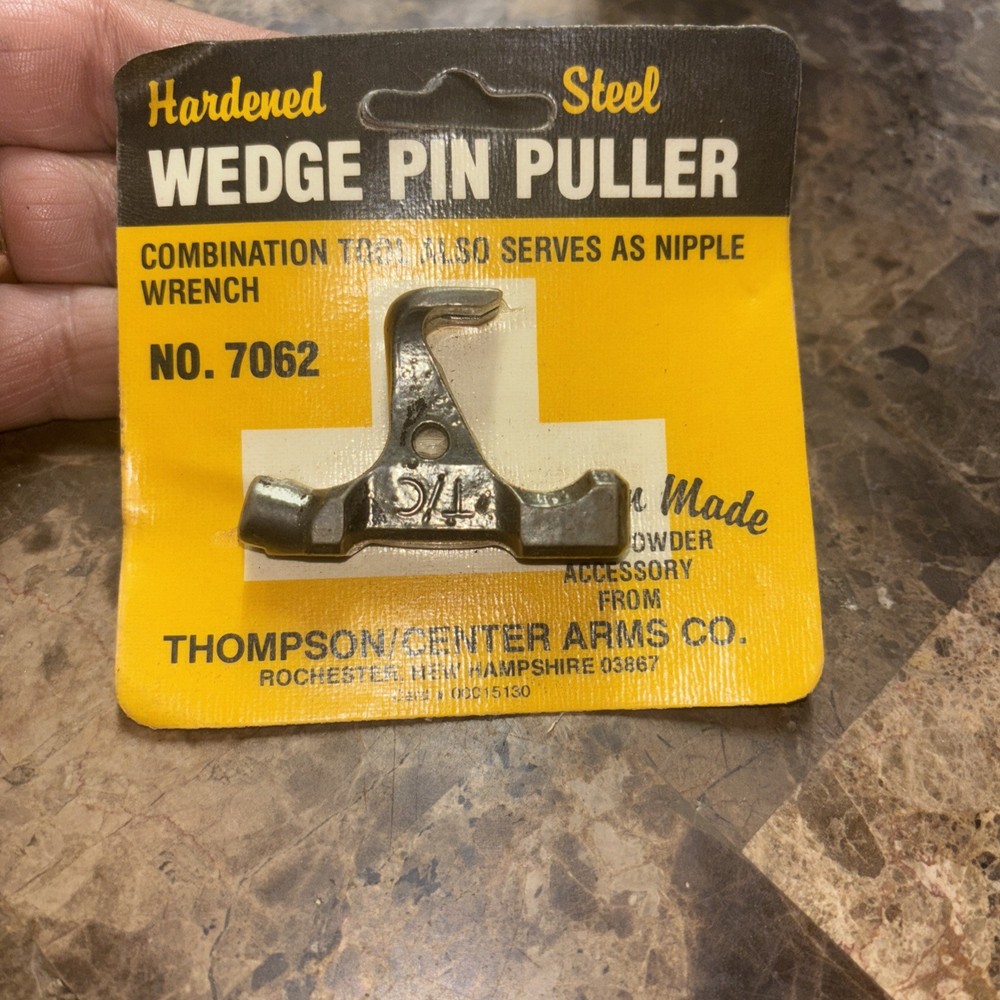 Hardened Steel
WEDGE PIN PULLER
COMBINATION TOOL ALSO SERVES AS NIPPLE
WRENCH
NO. 7062
T/C
Made
ACCESSORY
FROM
THOMPSON/CENTER ARMS CO.
ROCHESTER, NEW HAMPSHIRE 03867
00015130